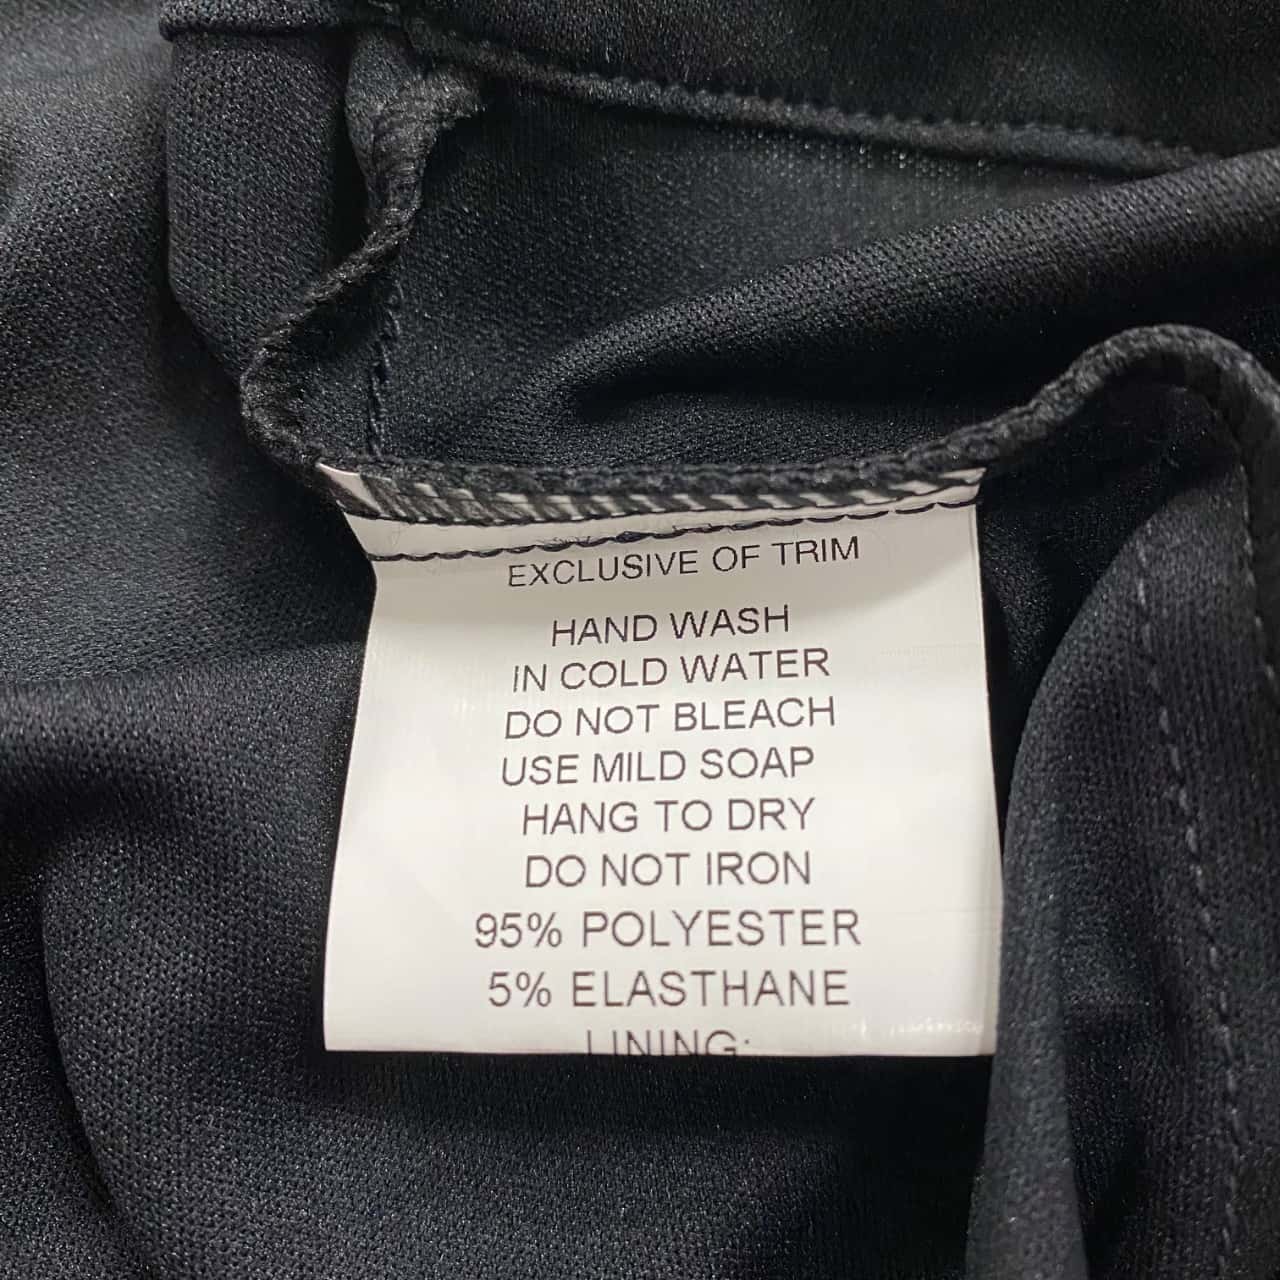 EXCLUSIVE OF TRIM
HAND WASH
IN COLD WATER
DO NOT BLEACH
USE MILD SOAP
HANG TO DRY
DO NOT IRON
95% POLYESTER
5% ELASTHANE
LINING: